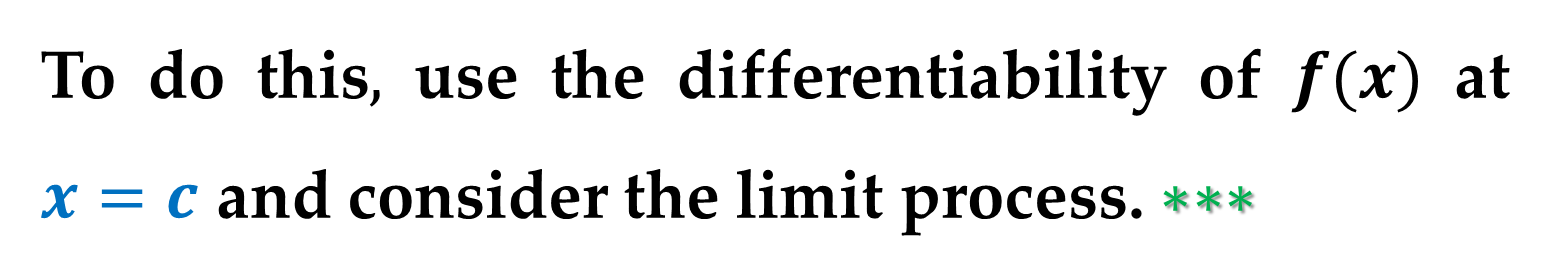 To do this, use the differentiability of f(x) at
x = c and consider the limit process. ***